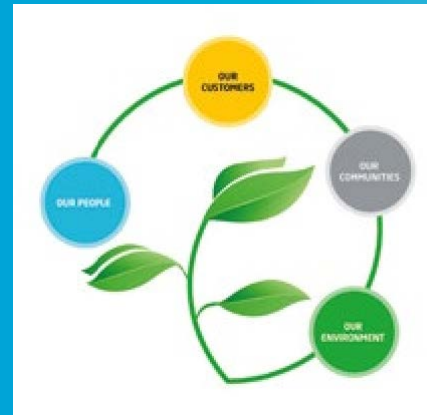 OUR
CUSTOMERS
OUR
COMMUNITIES
OUR PEOPLE
OUR
ENVIRONMENT